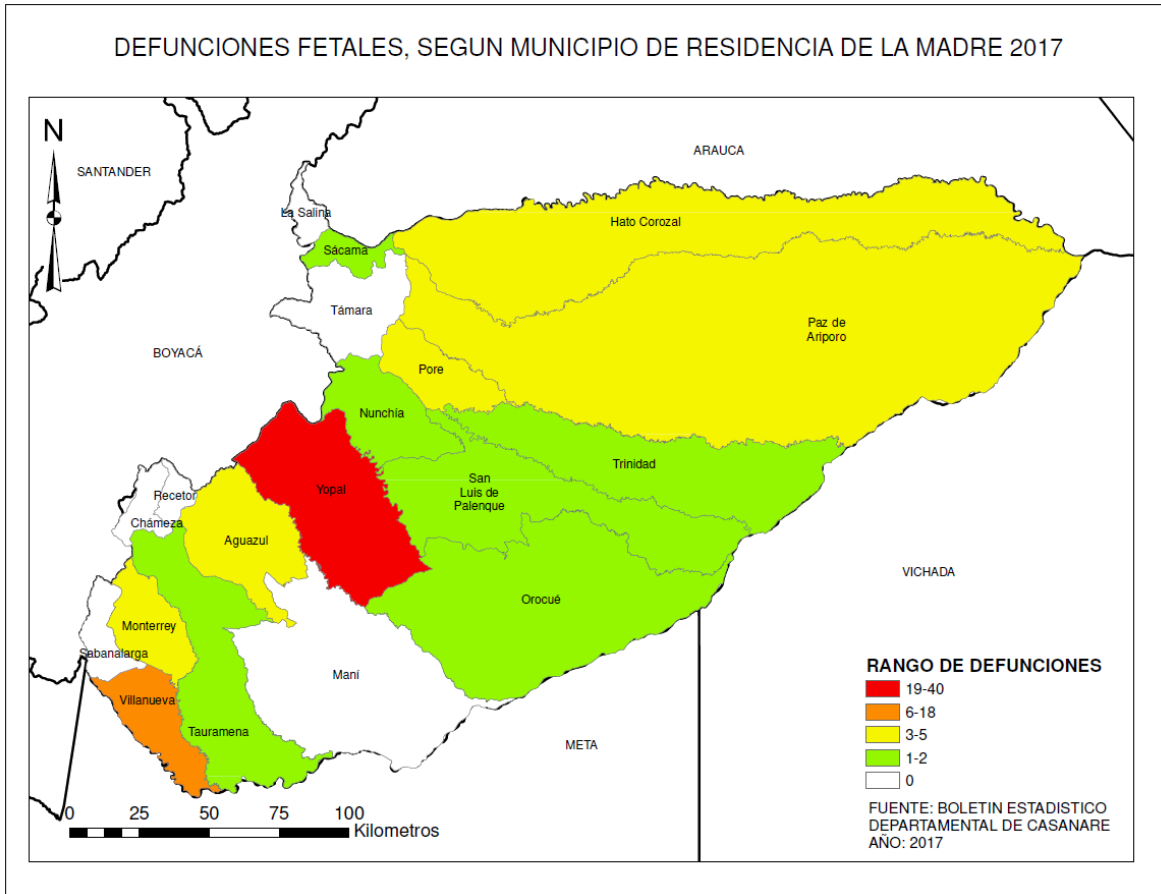 DEFUNCIONES FETALES, SEGUN MUNICIPIO DE RESIDENCIA DE LA MADRE 2017
N
SANTANDER
ARAUCA
La Salina
Hato Corozal
Sácama
Támara
Paz de
Ariporo
BOYACÁ
Pore
Nunchía
Trinidad
San
Luis de
Palenque
Yopal
Recetor
Chámeza
Aguazul
VICHADA
Orocué
Monterrey
Sabanalarga
Maní
Villanueva
Tauramena
META
RANGO DE DEFUNCIONES
19-40
6-18
3-5
1-2
0
0 25 50 75 100
Kilometros
FUENTE: BOLETIN ESTADISTICO
DEPARTAMENTAL DE CASANARE
AÑO: 2017